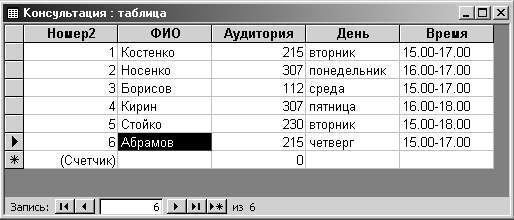 Консультация : таблица
Номер2 ФИО Аудитория День Время
1 Костенко 215 вторник 15.00-17.00
2 Носенко 307 понедельник 16.00-17.00
3 Борисов 112 среда 15.00-17.00
4 Кирин 307 пятница 16.00-18.00
5 Стойко 230 вторник 15.00-18.00
6 Абрамов 215 четверг 15.00-17.00
(Счетчик) 0
Запись: 6 из 6